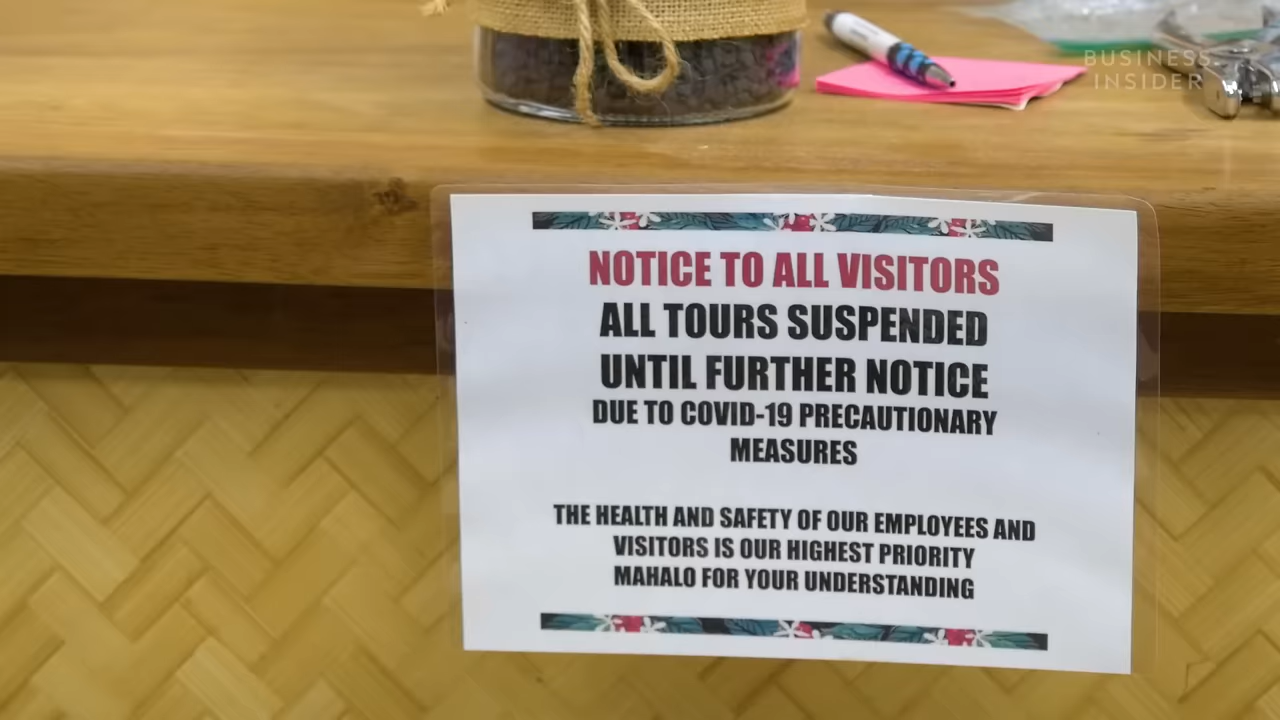 BUSINESS
INSIDER
NOTICE TO ALL VISITORS
ALL TOURS SUSPENDED
UNTIL FURTHER NOTICE
DUE TO COVID-19 PRECAUTIONARY
MEASURES
THE HEALTH AND SAFETY OF OUR EMPLOYEES AND
VISITORS IS OUR HIGHEST PRIORITY
MAHALO FOR YOUR UNDERSTANDING